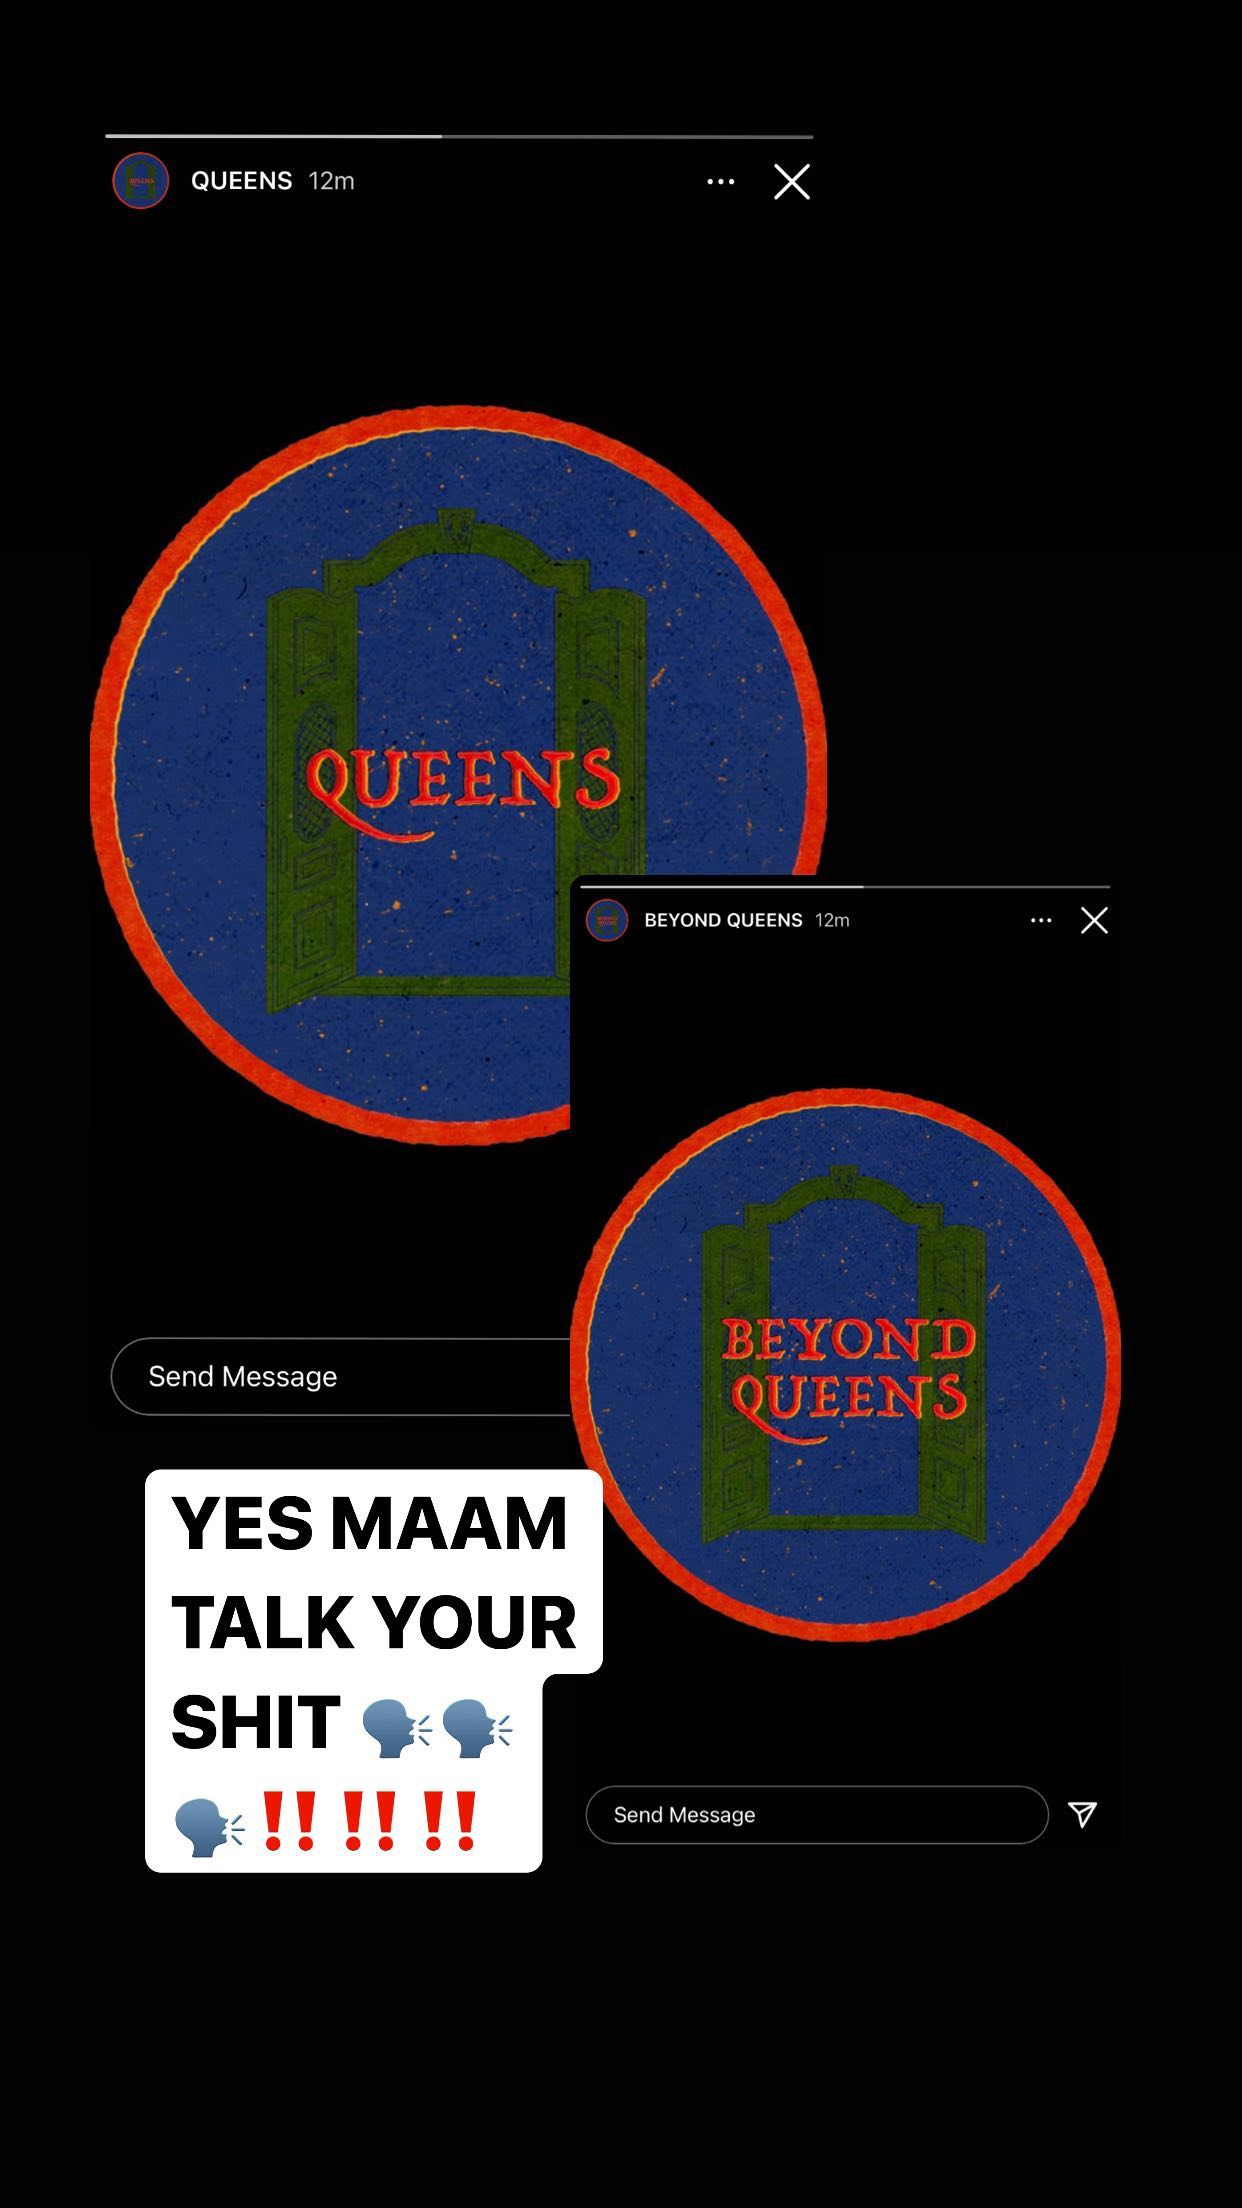 QUEENS 12m
QUEENS
Send Message
BEYOND QUEENS 12m
BEYOND
QUEENS
Send Message
YES MAAM
TALK YOUR
SHIT 🗣️🗣️
🗣️‼️‼️‼️